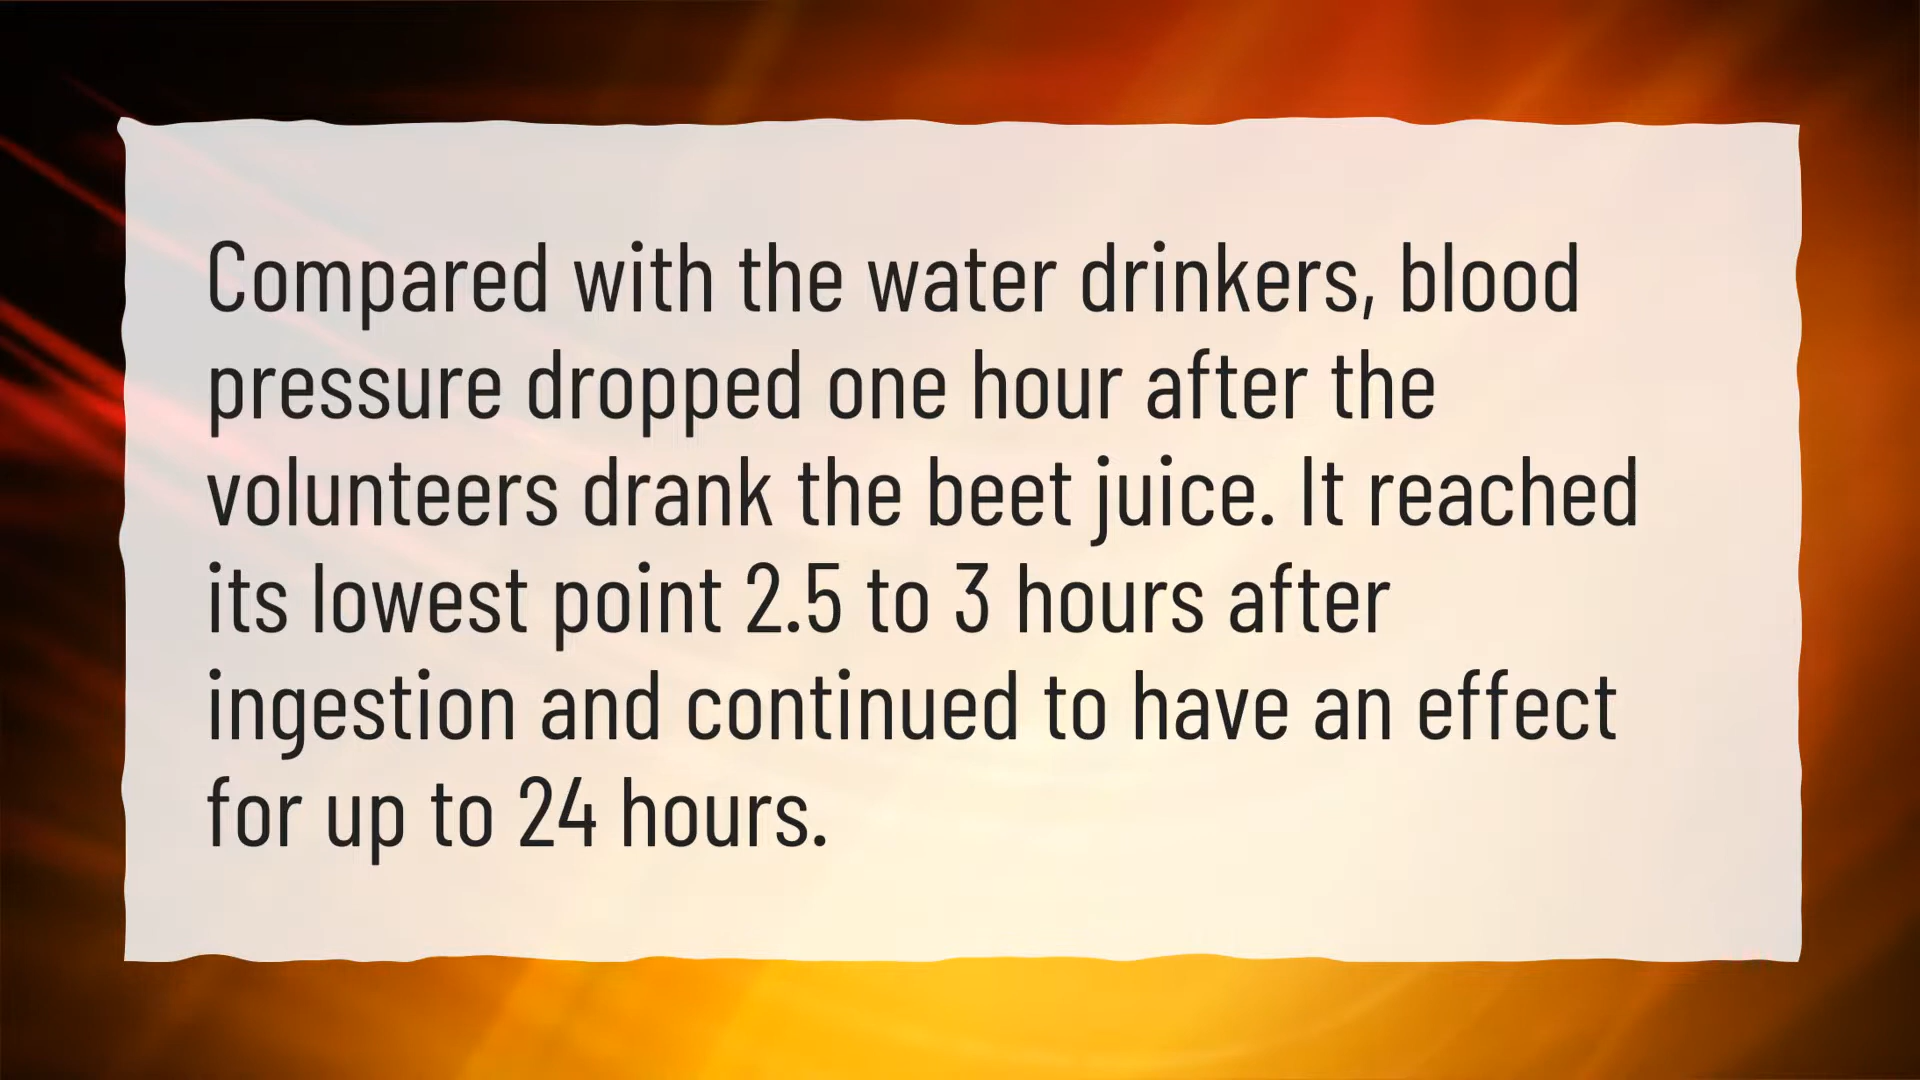 Compared with the water drinkers, blood
pressure dropped one hour after the
volunteers drank the beet juice. It reached
its lowest point 2.5 to 3 hours after
ingestion and continued to have an effect
for up to 24 hours.